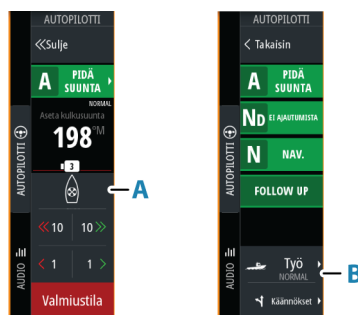 AUTOPILOTTI
Sulje
A PIDÄ SUUNTA
NORMAL
Aseta kulkusuunta
198°M
3
10 10
1 1
Valmiustila
AUTOPILOTTI
AUDIO
A
AUTOPILOTTI
Takaisin
A PIDÄ SUUNTA
ND EI AJAUTUMISTA
N NAV.
FOLLOW UP
Työ
NORMAL
Käännökset
AUTOPILOTTI
AUDIO
B